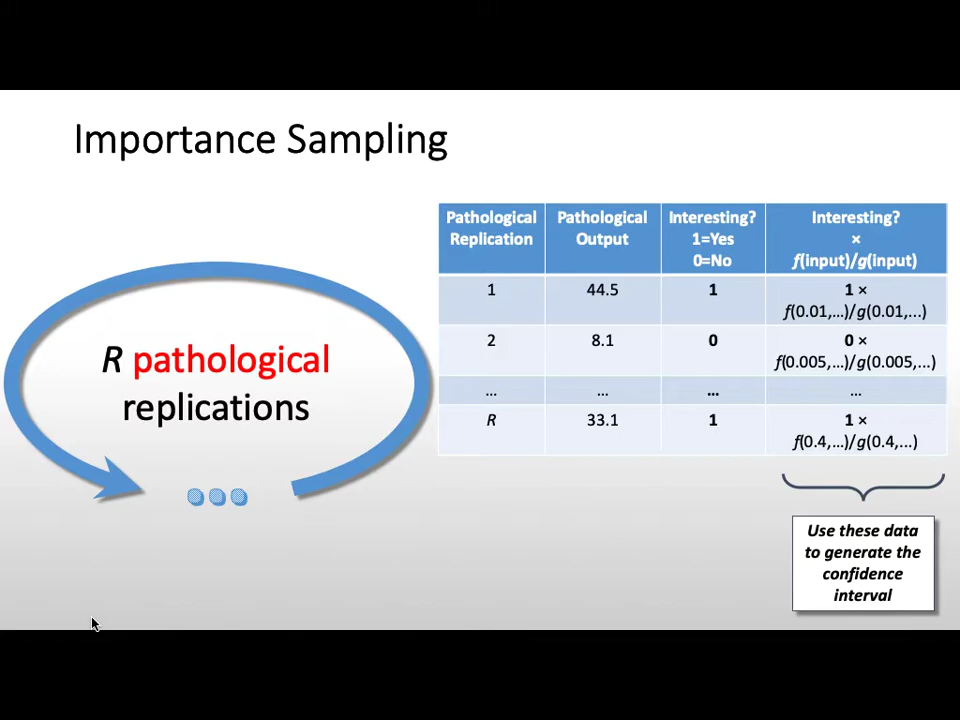 Importance Sampling
R pathological
replications
Pathological Replication | Pathological Output | Interesting? 1=Yes 0=No | Interesting? × f(input)/g(input)
1 | 44.5 | 1 | 1 × f(0.01,...)/g(0.01,...)
2 | 8.1 | 0 | 0 × f(0.005,...)/g(0.005,...)
... | ... | ... | ...
R | 33.1 | 1 | 1 × f(0.4,...)/g(0.4,...)
Use these data
to generate the
confidence
interval